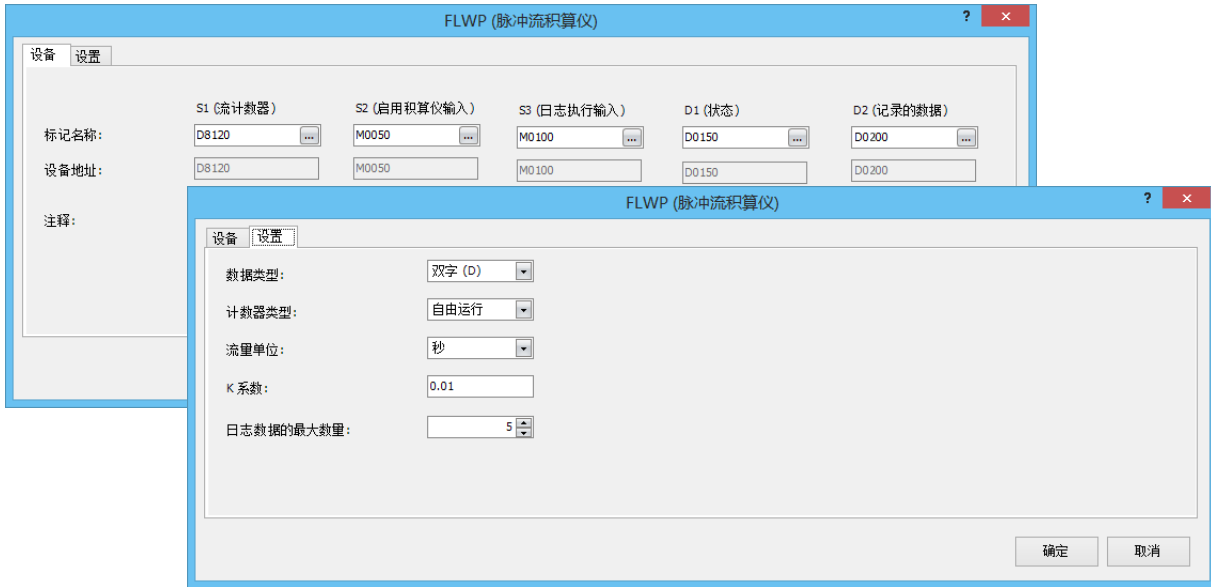 FLWP (脉冲流积算仪)
?
×
设备 设置
S1 (流计数器) S2 (启用积算仪输入) S3 (日志执行输入) D1 (状态) D2 (记录的数据)
标记名称: D8120 ... M0050 ... M0100 ... D0150 ... D0200 ...
设备地址: D8120 M0050 M0100 D0150 D0200
注释:
FLWP (脉冲流积算仪)
?
×
设备 设置
数据类型: 双字 (D)
计数器类型: 自由运行
流量单位: 秒
K 系数: 0.01
日志数据的最大数量: 5
确定 取消